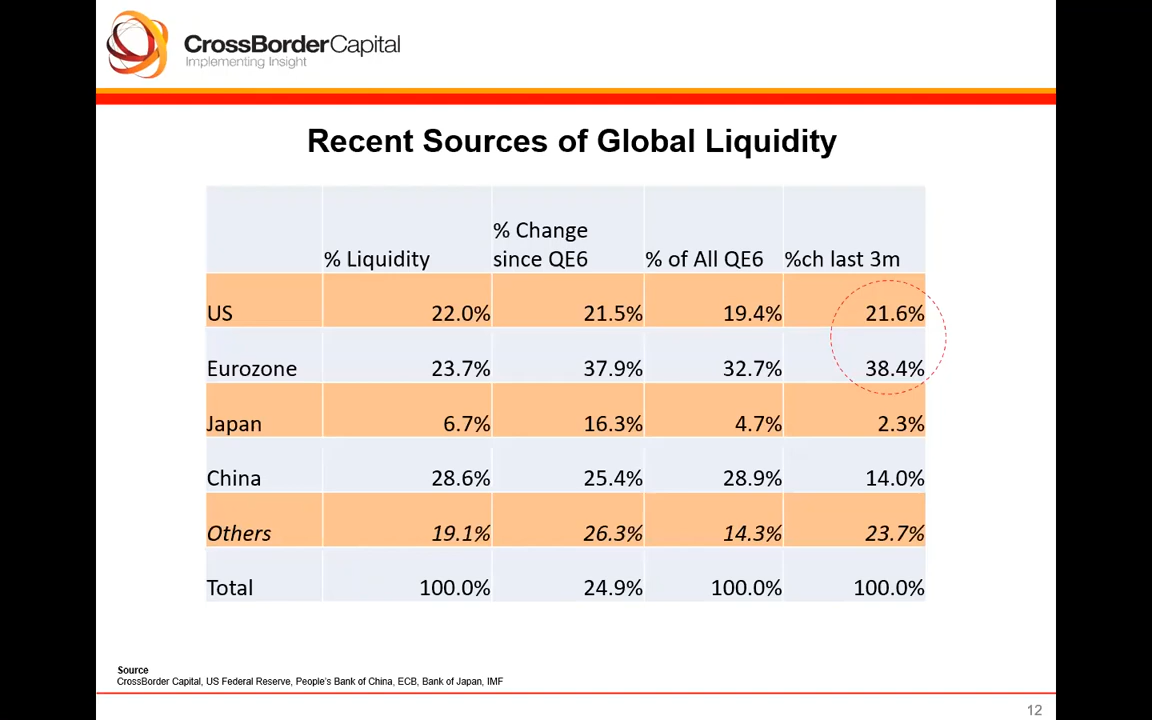 CrossBorderCapital
Implementing Insight
Recent Sources of Global Liquidity
% Liquidity % Change since QE6 % of All QE6 %ch last 3m
US 22.0% 21.5% 19.4% 21.6%
Eurozone 23.7% 37.9% 32.7% 38.4%
Japan 6.7% 16.3% 4.7% 2.3%
China 28.6% 25.4% 28.9% 14.0%
Others 19.1% 26.3% 14.3% 23.7%
Total 100.0% 24.9% 100.0% 100.0%
Source
CrossBorder Capital, US Federal Reserve, People's Bank of China, ECB, Bank of Japan, IMF
12